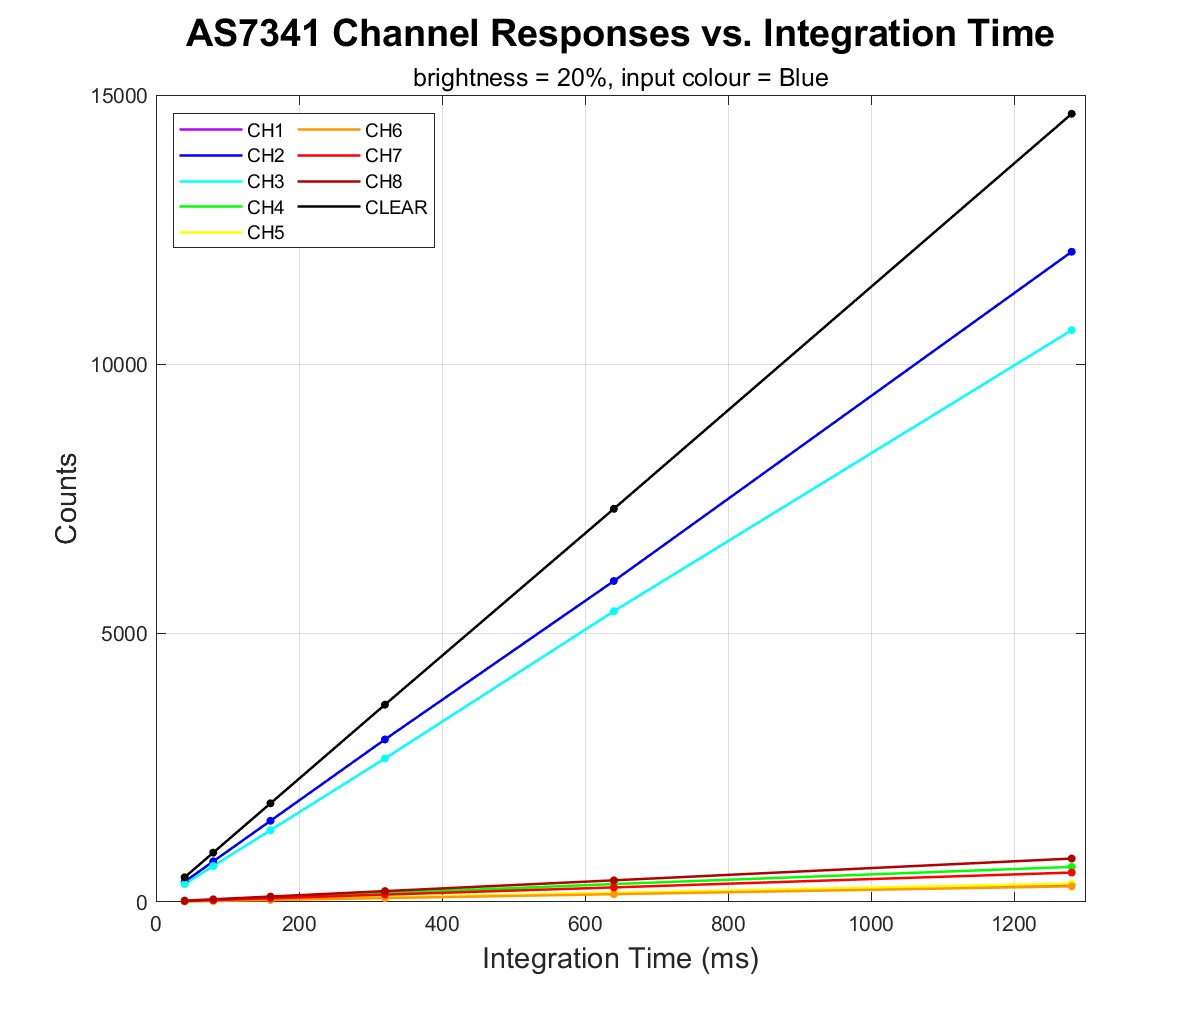 AS7341 Channel Responses vs. Integration Time
brightness = 20%, input colour = Blue
15000
10000
5000
0
Counts
CH1 CH6
CH2 CH7
CH3 CH8
CH4 CLEAR
CH5
0 200 400 600 800 1000 1200
Integration Time (ms)